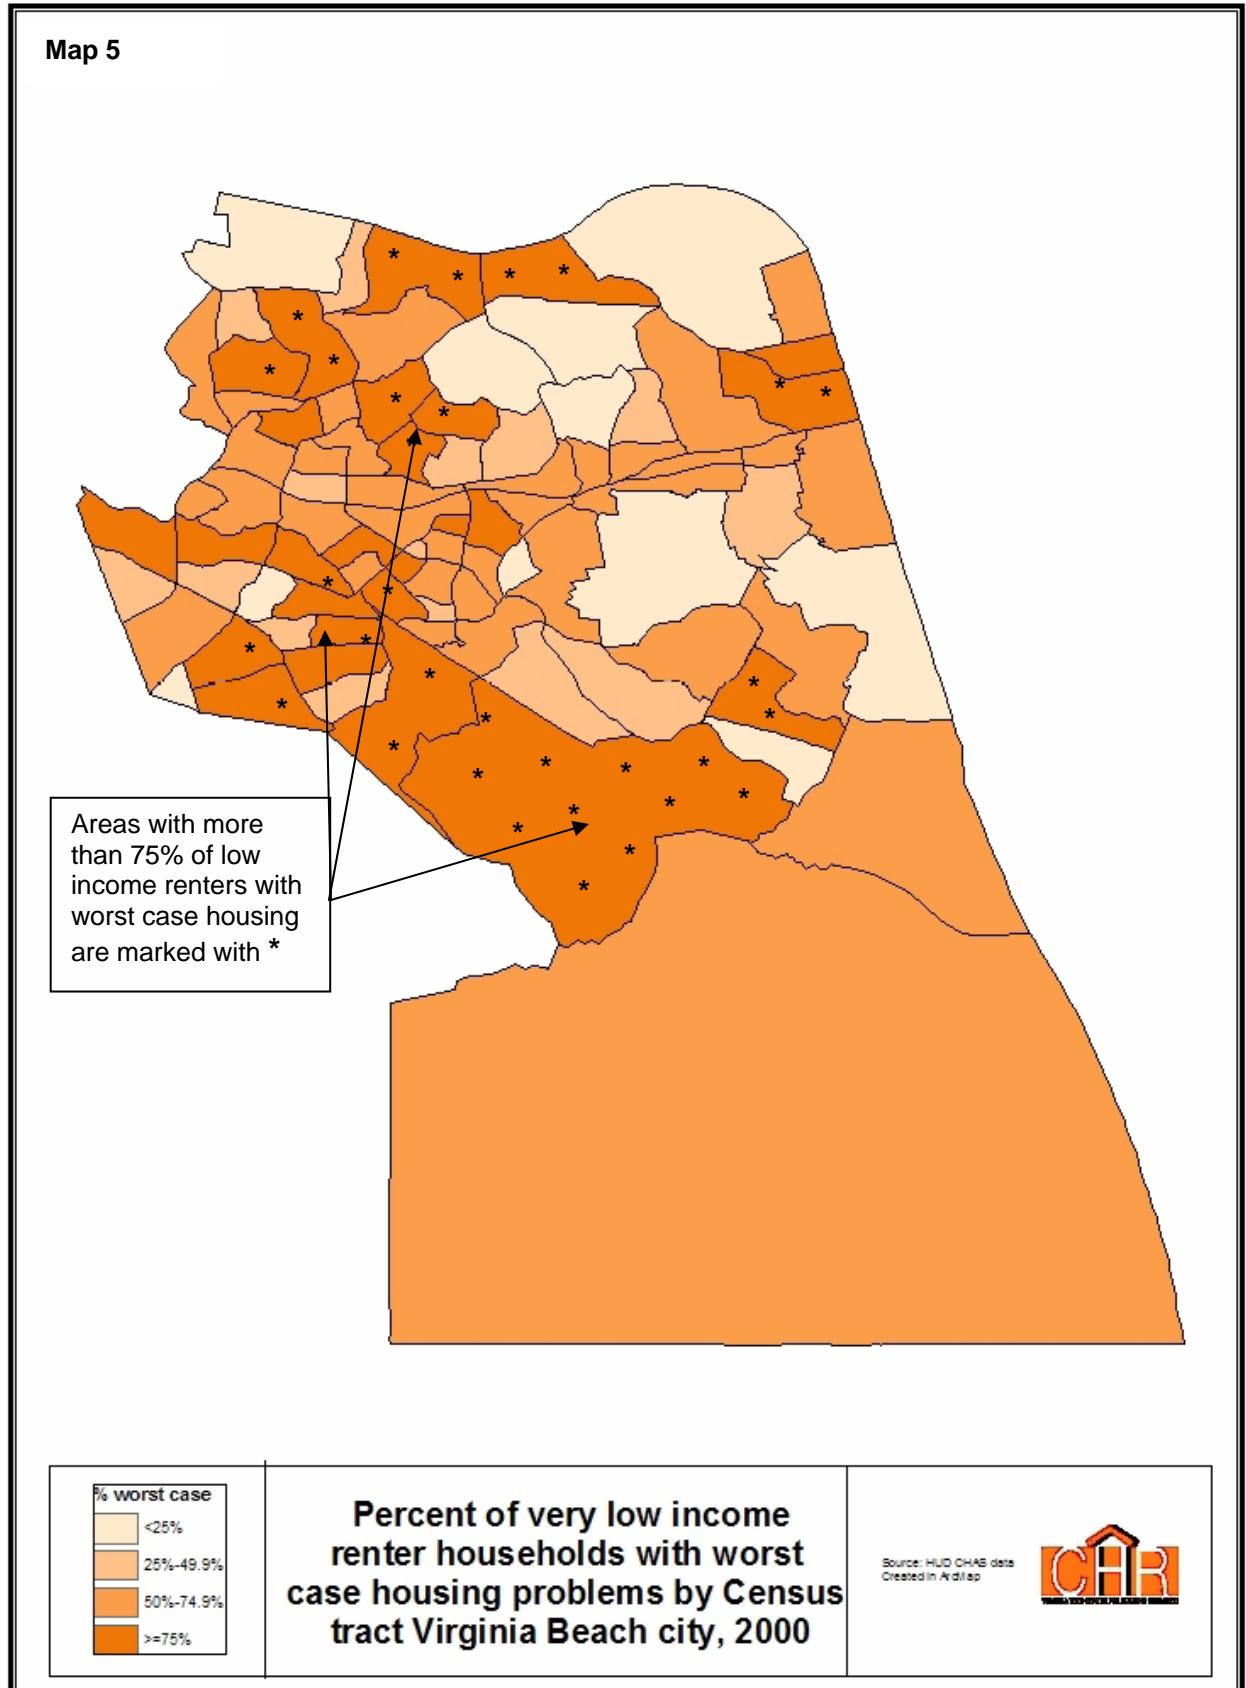 Map 5
Areas with more
than 75% of low
income renters with
worst case housing
are marked with *
% worst case
<25%
25%-49.9%
50%-74.9%
>=75%
Percent of very low income
renter households with worst
case housing problems by Census
tract Virginia Beach city, 2000
Source: HUD CHAS data
Created in ArcMap